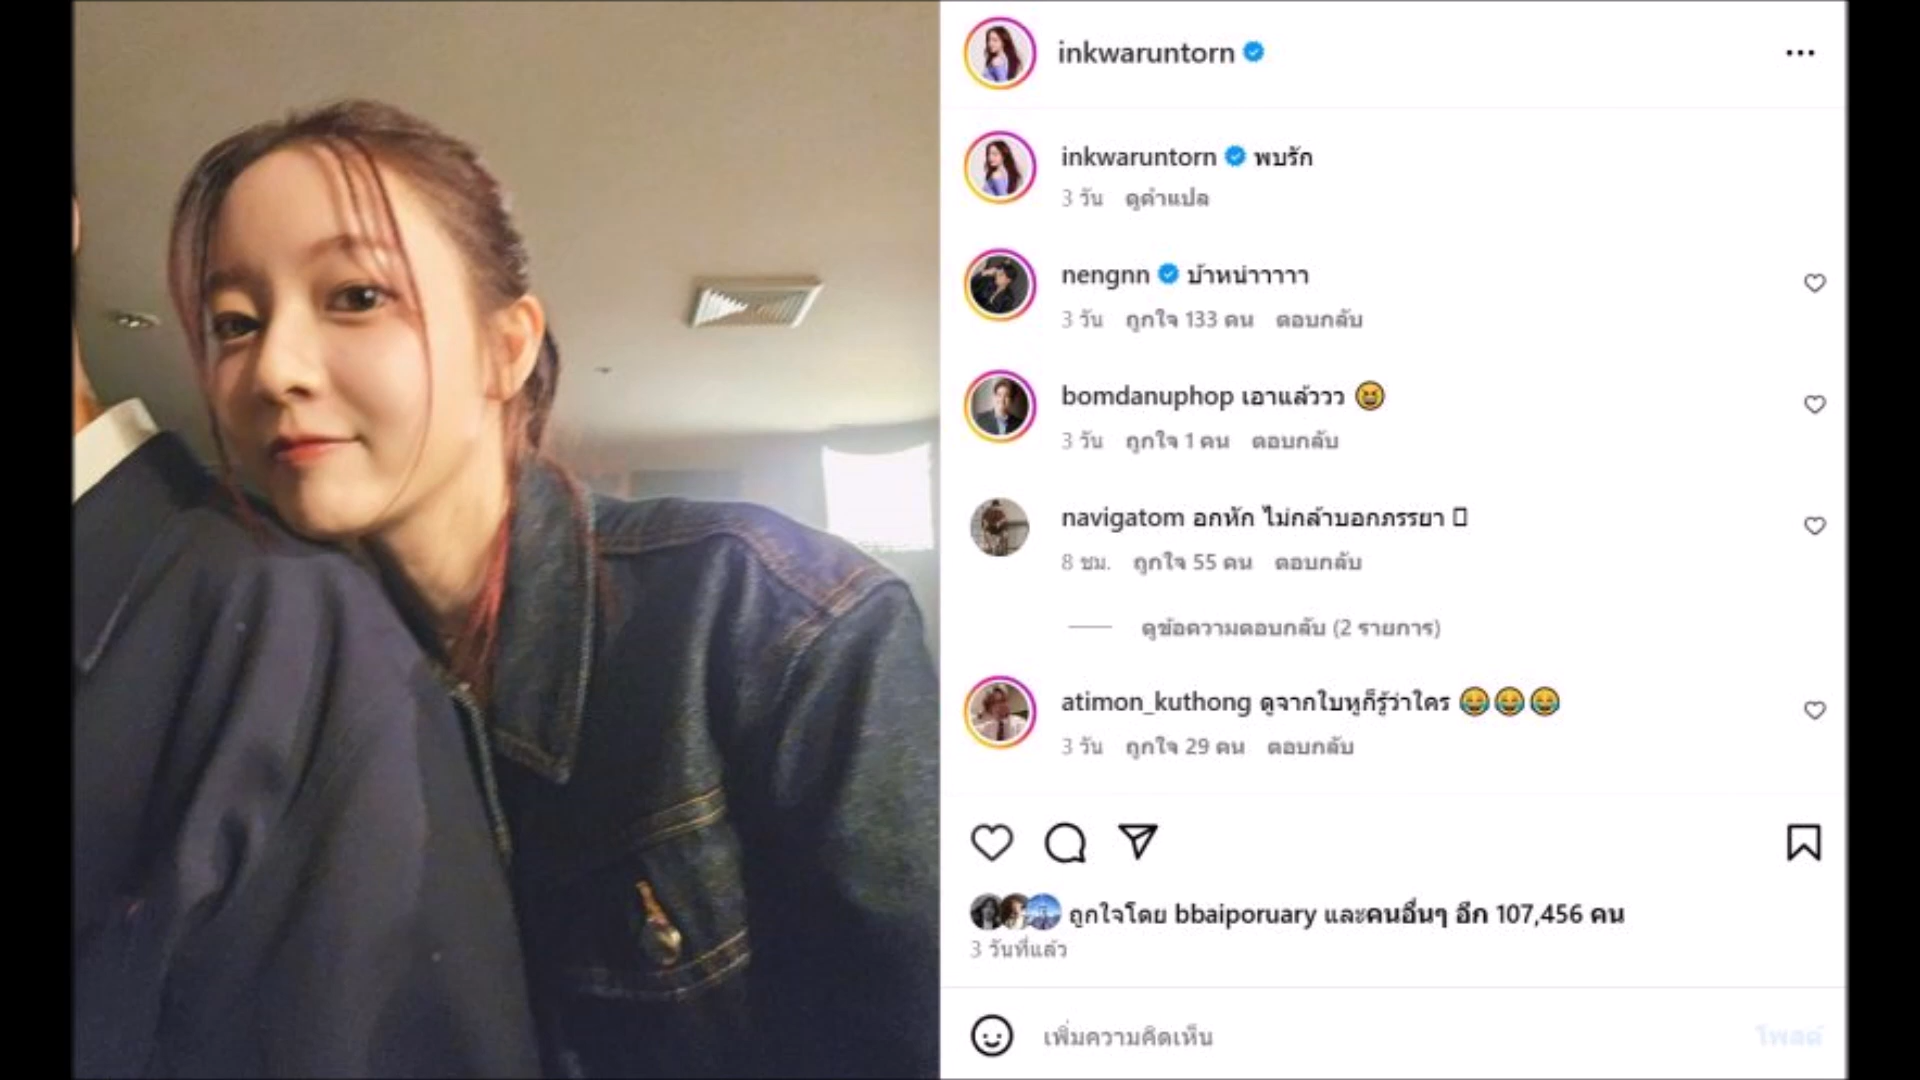 inkwaruntorn
inkwaruntorn พบรัก
3 วัน ดูคำแปล
nengnn บ้าหน่าาาาา
3 วัน ถูกใจ 133 คน ตอบกลับ
bomdanuphop เอาแล้ววว 😆
3 วัน ถูกใจ 1 คน ตอบกลับ
navigatom อกหัก ไม่กล้าบอกภรรยา
8 ชม. ถูกใจ 55 คน ตอบกลับ
ดูข้อความตอบกลับ (2 รายการ)
atimon_kuthong ดูจากใบหูก็รู้ว่าใคร 😂😂😂
3 วัน ถูกใจ 29 คน ตอบกลับ
ถูกใจโดย bbaiporuary และคนอื่นๆ อีก 107,456 คน
3 วันที่แล้ว
เพิ่มความคิดเห็น
โพสต์